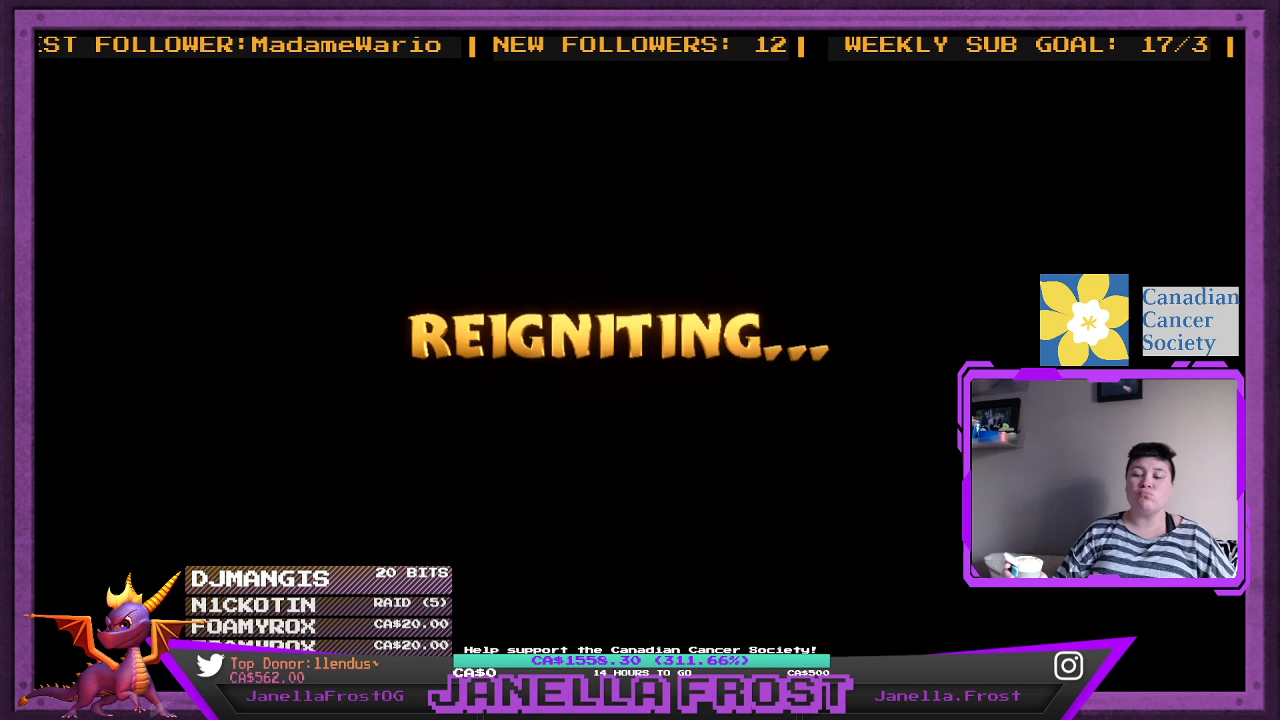 ST FOLLOWER:MadameWario | NEW FOLLOWERS: 12 | WEEKLY SUB GOAL: 17/3 |
REIGNITING...
Canadian
Cancer
Society
DJMANGIS 20 BITS
N1CKOTIN RAID (5)
FOAMYROX CA$20.00
FOAMYROX CA$20.00
Help support the Canadian Cancer Society!
CA$1558.30 (311.66%)
CA$0 14 HOURS TO GO CA$500
Top Donor:llendus
CA$562.00
JanellaFrostOG
JANELLA FROST
Janella.Frost